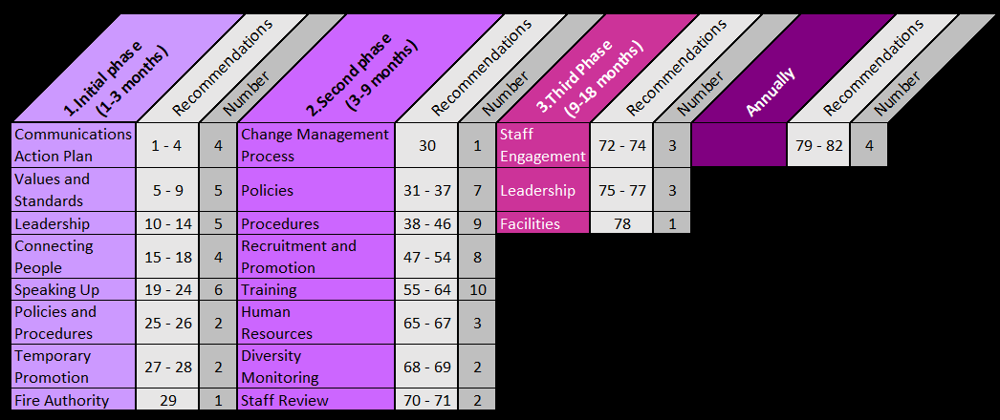 1.Initial phase
(1-3 months)
Recommendations
Number
2.Second phase
(3-9 months)
Recommendations
Number
3.Third Phase
(9-18 months)
Recommendations
Number
Annually
Recommendations
Number
Communications
Action Plan
1 - 4
4
Change Management
Process
30
1
Staff
Engagement
72 - 74
3
79 - 82
4
Values and
Standards
5 - 9
5
Policies
31 - 37
7
Leadership
75 - 77
3
Leadership
10 - 14
5
Procedures
38 - 46
9
Facilities
78
1
Connecting
People
15 - 18
4
Recruitment and
Promotion
47 - 54
8
Speaking Up
19 - 24
6
Training
55 - 64
10
Policies and
Procedures
25 - 26
2
Human
Resources
65 - 67
3
Temporary
Promotion
27 - 28
2
Diversity
Monitoring
68 - 69
2
Fire Authority
29
1
Staff Review
70 - 71
2